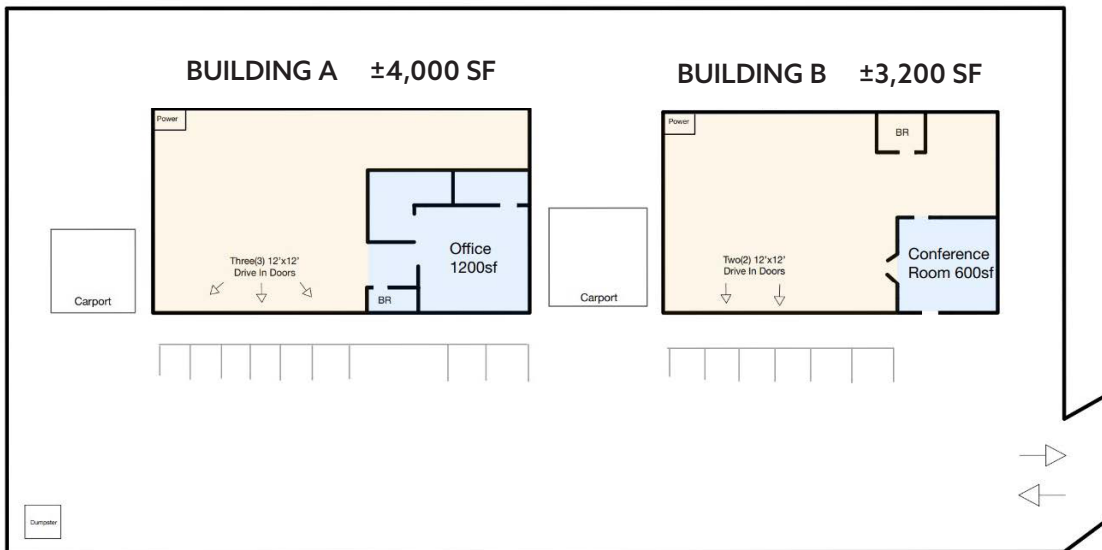 BUILDING A ±4,000 SF
BUILDING B ±3,200 SF
Power
Power
BR
Office
1200sf
Conference
Room 600sf
Three(3) 12'x12'
Drive In Doors
Two(2) 12'x12'
Drive In Doors
BR
Carport
Carport
Dumpster